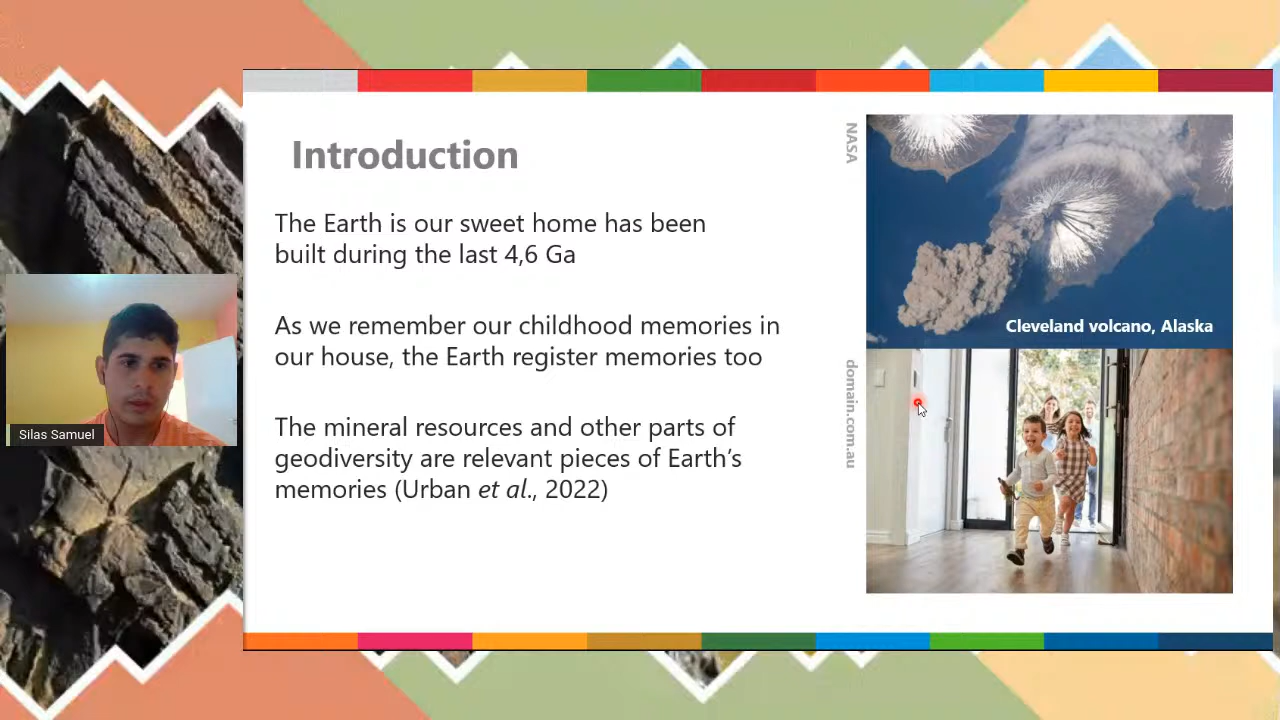 Introduction
The Earth is our sweet home has been
built during the last 4,6 Ga
As we remember our childhood memories in
our house, the Earth register memories too
The mineral resources and other parts of
geodiversity are relevant pieces of Earth’s
memories (Urban et al., 2022)
NASA
Cleveland volcano, Alaska
domain.com.au
Silas Samuel